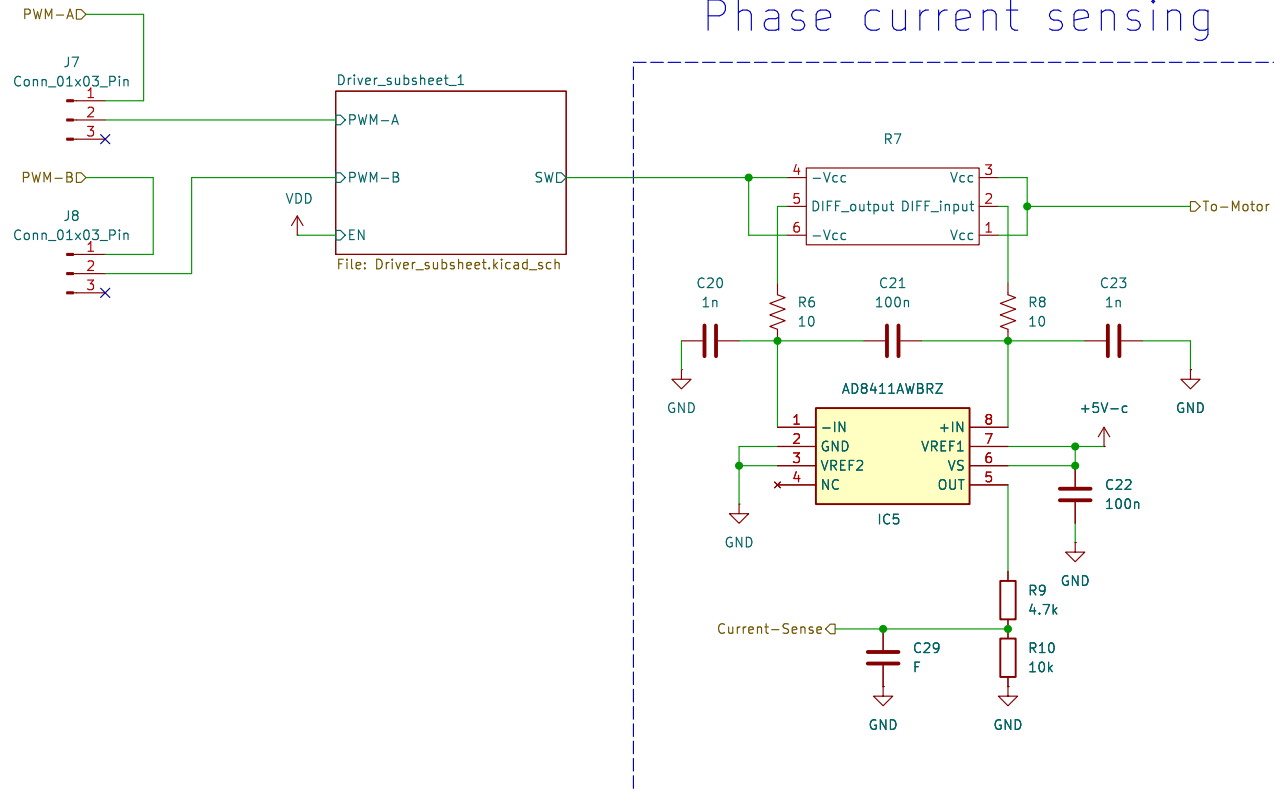 Phase current sensing
PWM-A
J7
Conn_01x03_Pin
1
2
3
PWM-B
J8
Conn_01x03_Pin
1
2
3
Driver_subsheet_1
PWM-A
PWM-B
SW
VDD
EN
File: Driver_subsheet.kicad_sch
R7
4
-Vcc
Vcc
3
5
DIFF_output
DIFF_input
2
6
-Vcc
Vcc
1
To-Motor
C20
1n
C21
100n
C23
1n
R6
10
R8
10
GND
GND
AD8411AWBRZ
+5V-c
1
-IN
+IN
8
2
GND
VREF1
7
3
VREF2
VS
6
4
NC
OUT
5
IC5
C22
100n
GND
GND
R9
4.7k
Current-Sense
C29
F
R10
10k
GND
GND